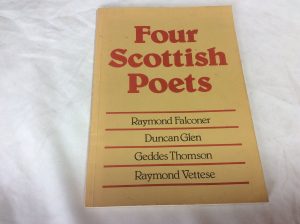 Four
Scottish
Poets
Raymond Falconer
Duncan Glen
Geddes Thomson
Raymond Vettese